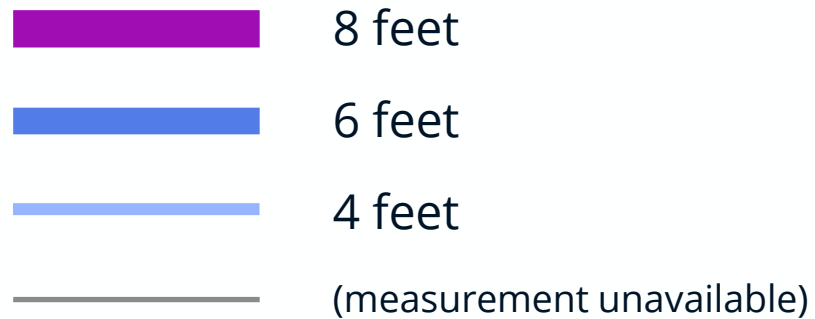 8 feet
6 feet
4 feet
(measurement unavailable)